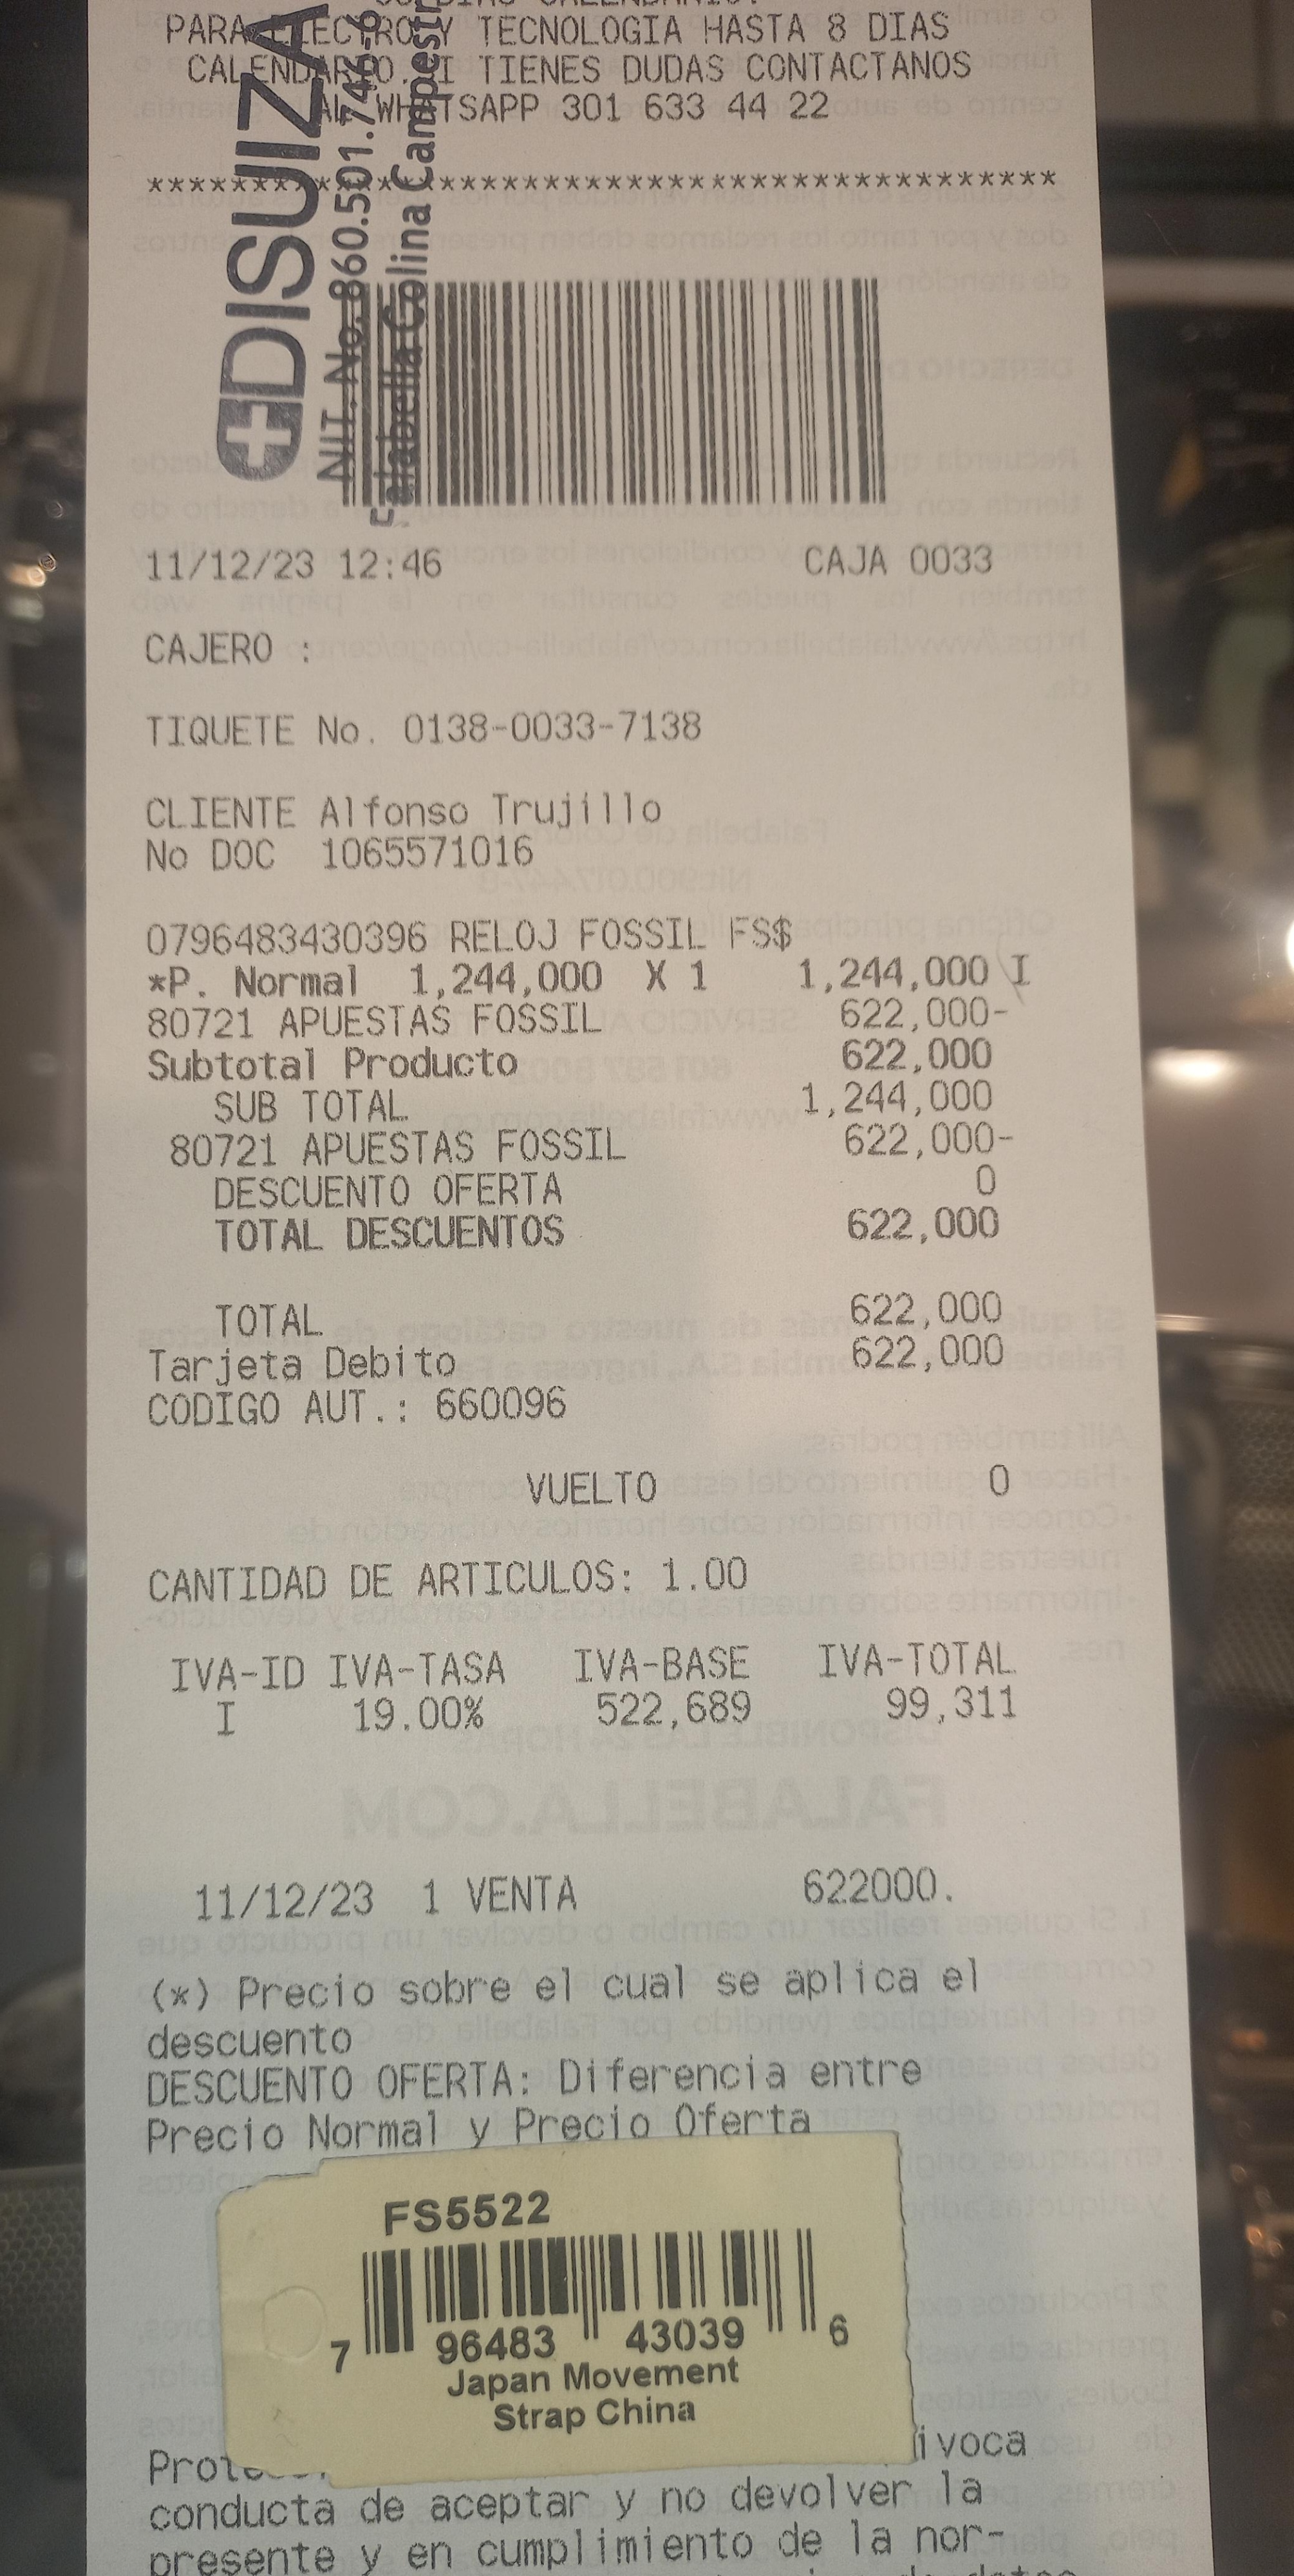 PARA ELECTRO Y TECNOLOGIA HASTA 8 DIAS
CALENDARIO. SI TIENES DUDAS CONTACTANOS
AL WHATSAPP 301 633 44 22
*******************************************
DISUIZA
NIT. No. 860.501.746-6
Falabella Colina Campestre
11/12/23 12:46 CAJA 0033
CAJERO :
TIQUETE No. 0138-0033-7138
CLIENTE Alfonso Trujillo
No DOC 1065571016
0796483430396 RELOJ FOSSIL FS$
*P. Normal 1,244,000 X 1 1,244,000 I
80721 APUESTAS FOSSIL 622,000-
Subtotal Producto 622,000
SUB TOTAL 1,244,000
80721 APUESTAS FOSSIL 622,000-
DESCUENTO OFERTA 0
TOTAL DESCUENTOS 622,000
TOTAL 622,000
Tarjeta Debito 622,000
CODIGO AUT.: 660096
VUELTO 0
CANTIDAD DE ARTICULOS: 1.00
IVA-ID IVA-TASA IVA-BASE IVA-TOTAL
I 19.00% 522,689 99,311
11/12/23 1 VENTA 622000.
(*) Precio sobre el cual se aplica el
descuento
DESCUENTO OFERTA: Diferencia entre
Precio Normal y Precio Oferta
FS5522
7 96483 43039 6
Japan Movement
Strap China
conducta de aceptar y no devolver la
presente y en cumplimiento de la nor-